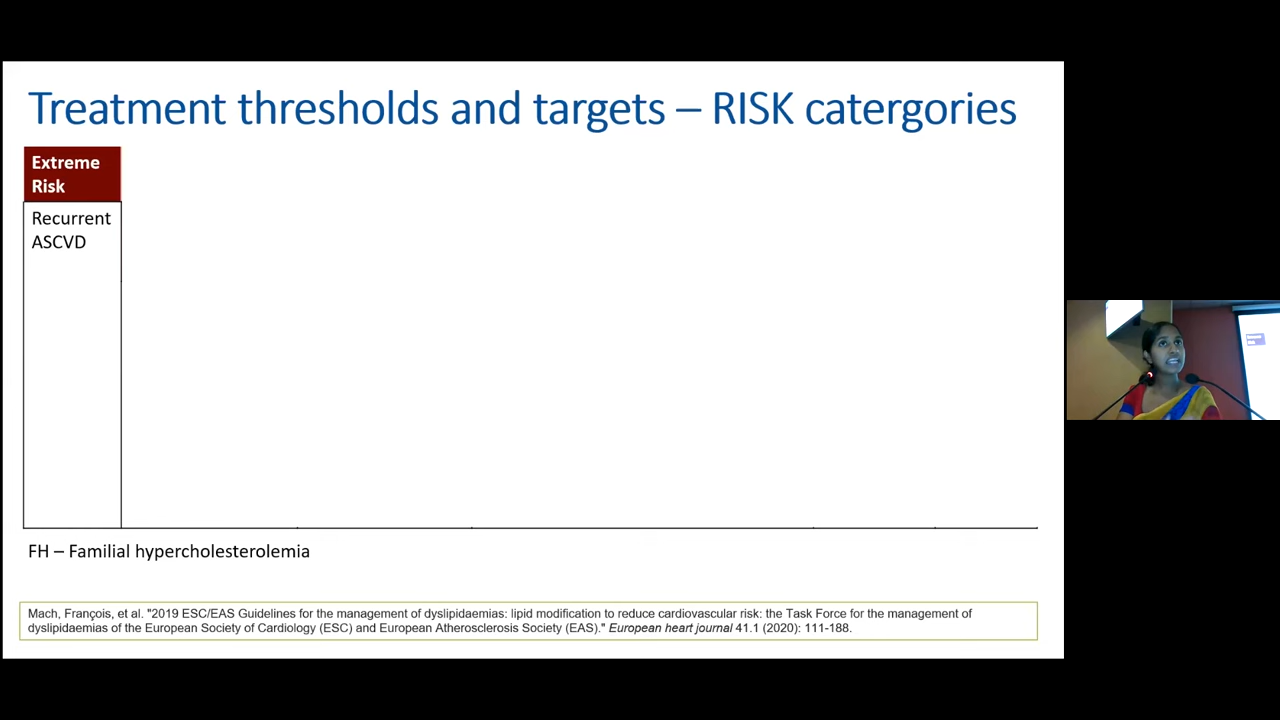 Treatment thresholds and targets – RISK catergories
Extreme
Risk
Recurrent
ASCVD
FH – Familial hypercholesterolemia
Mach, François, et al. "2019 ESC/EAS Guidelines for the management of dyslipidaemias: lipid modification to reduce cardiovascular risk: the Task Force for the management of
dyslipidaemias of the European Society of Cardiology (ESC) and European Atherosclerosis Society (EAS)." European heart journal 41.1 (2020): 111-188.